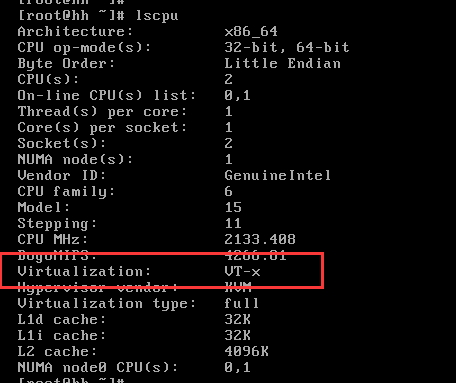 [root@hh ~]#
[root@hh ~]# lscpu
Architecture: x86_64
CPU op-mode(s): 32-bit, 64-bit
Byte Order: Little Endian
CPU(s): 2
On-line CPU(s) list: 0,1
Thread(s) per core: 1
Core(s) per socket: 1
Socket(s): 2
NUMA node(s): 1
Vendor ID: GenuineIntel
CPU family: 6
Model: 15
Stepping: 11
CPU MHz: 2133.408
BogoMIPS: 4266.81
Virtualization: VT-x
Hypervisor vendor: KVM
Virtualization type: full
L1d cache: 32K
L1i cache: 32K
L2 cache: 4096K
NUMA node0 CPU(s): 0,1
[root@hh ~]#